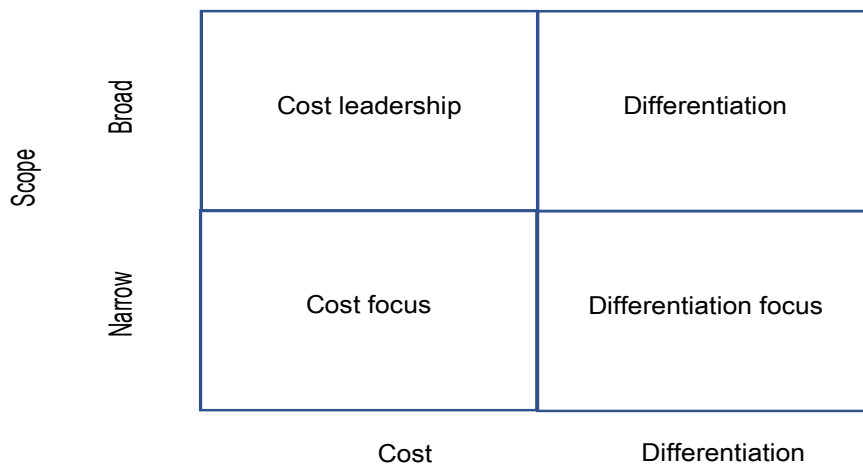 Scope
Broad
Cost leadership
Differentiation
Narrow
Cost focus
Differentiation focus
Cost
Differentiation